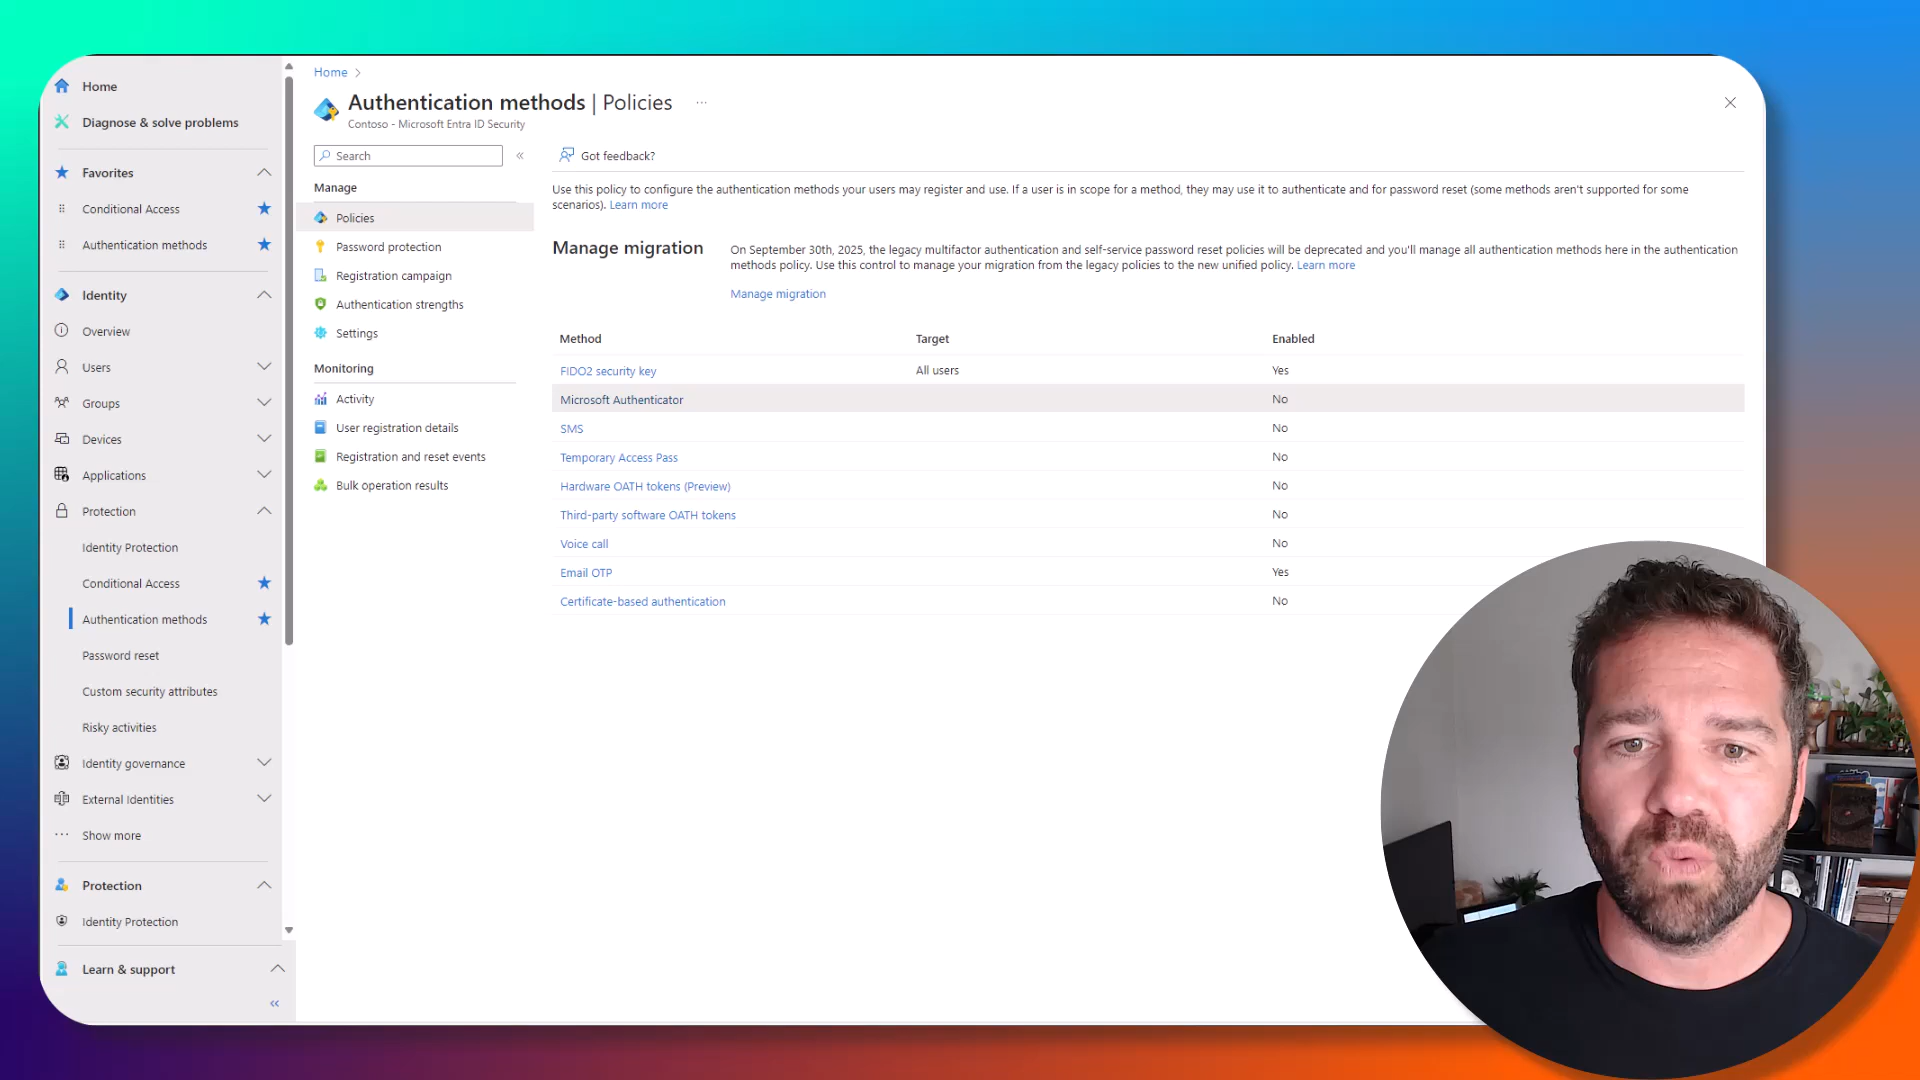 Home
Diagnose & solve problems
Favorites
Conditional Access
Authentication methods
Identity
Overview
Users
Groups
Devices
Applications
Protection
Identity Protection
Conditional Access
Authentication methods
Password reset
Custom security attributes
Risky activities
Identity governance
External Identities
Show more
Protection
Identity Protection
Learn & support
Home
Authentication methods | Policies
Contoso - Microsoft Entra ID Security
Search
Manage
Policies
Password protection
Registration campaign
Authentication strengths
Settings
Monitoring
Activity
User registration details
Registration and reset events
Bulk operation results
Got feedback?
Use this policy to configure the authentication methods your users may register and use. If a user is in scope for a method, they may use it to authenticate and for password reset (some methods aren't supported for some
scenarios). Learn more
Manage migration
On September 30th, 2025, the legacy multifactor authentication and self-service password reset policies will be deprecated and you'll manage all authentication methods here in the authentication
methods policy. Use this control to manage your migration from the legacy policies to the new unified policy. Learn more
Manage migration
Method Target Enabled
FIDO2 security key All users Yes
Microsoft Authenticator No
SMS No
Temporary Access Pass No
Hardware OATH tokens (Preview) No
Third-party software OATH tokens No
Voice call No
Email OTP Yes
Certificate-based authentication No